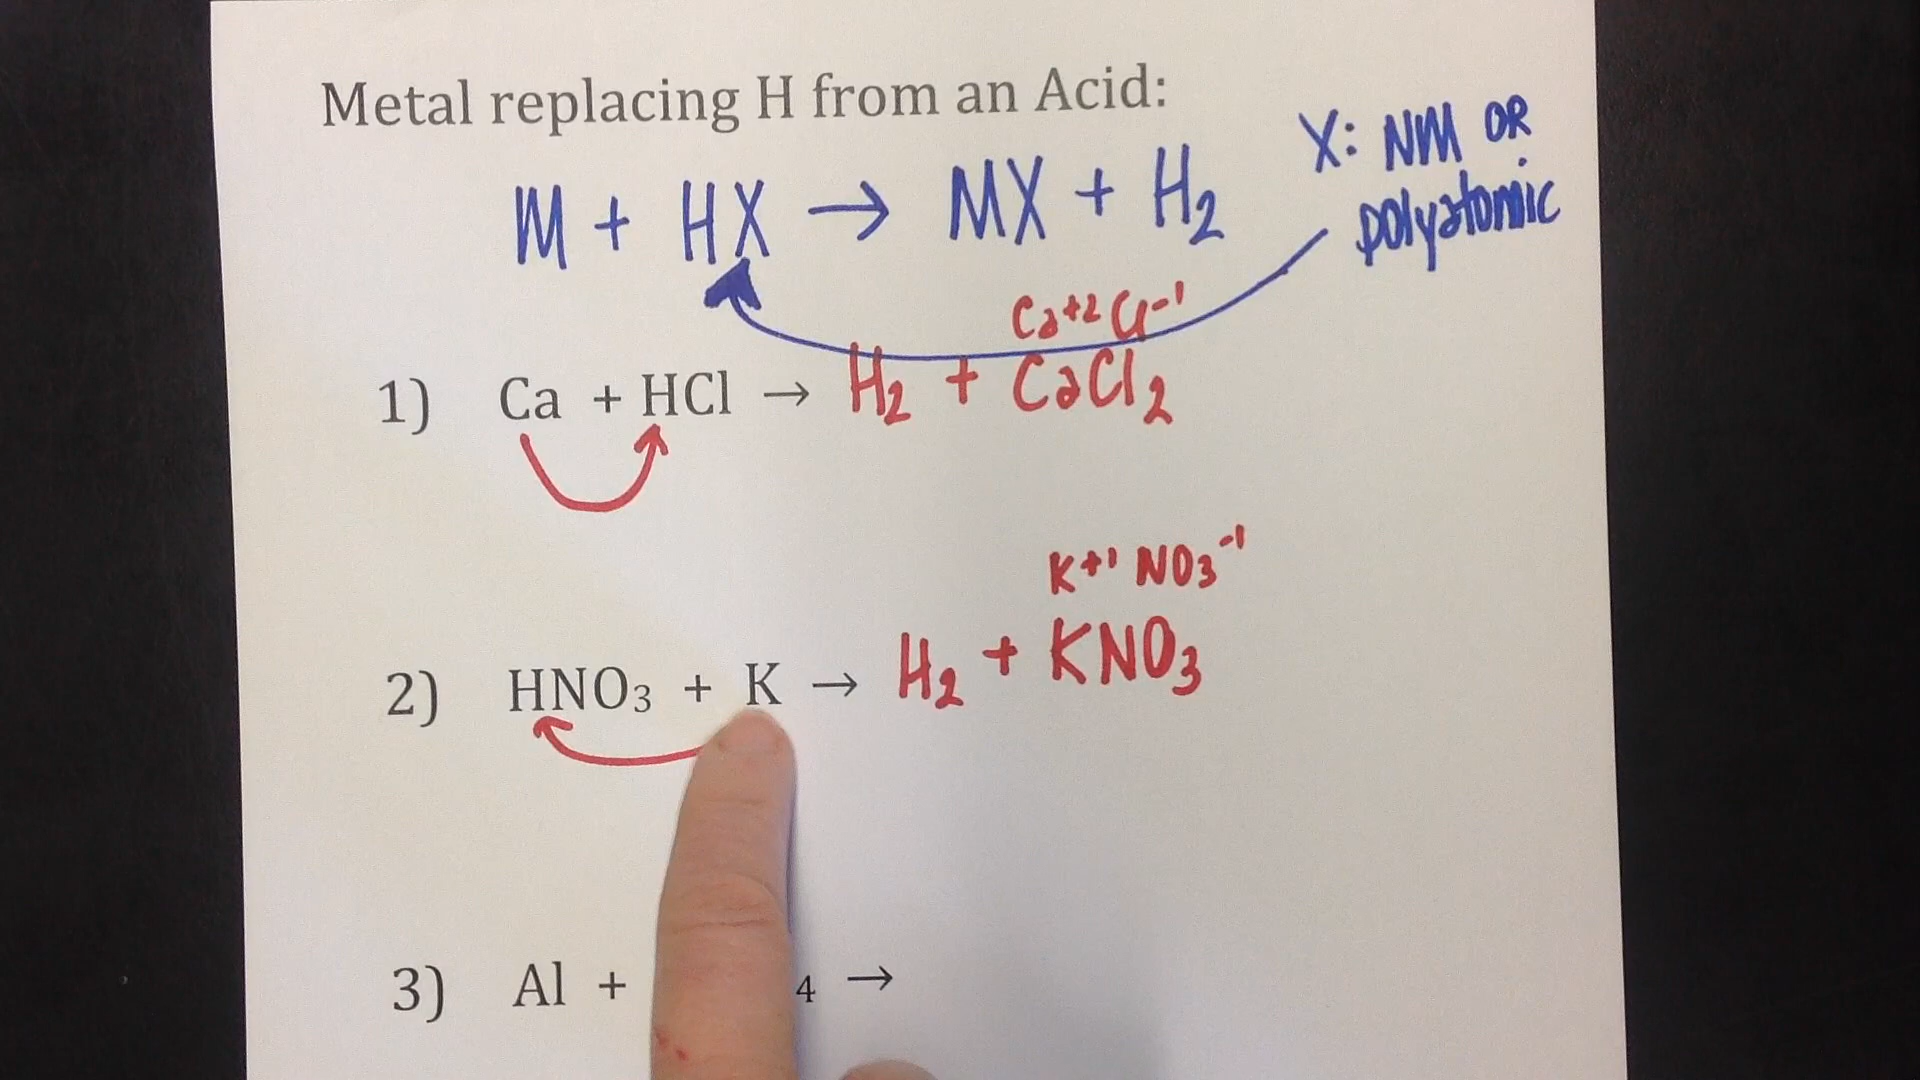 Metal replacing H from an Acid:
X: NM OR
polyatomic
M + HX → MX + H2
Ca+2 Cl-1
1) Ca + HCl → H2 + CaCl2
K+1 NO3-1
2) HNO3 + K → H2 + KNO3
3) Al + 4 →